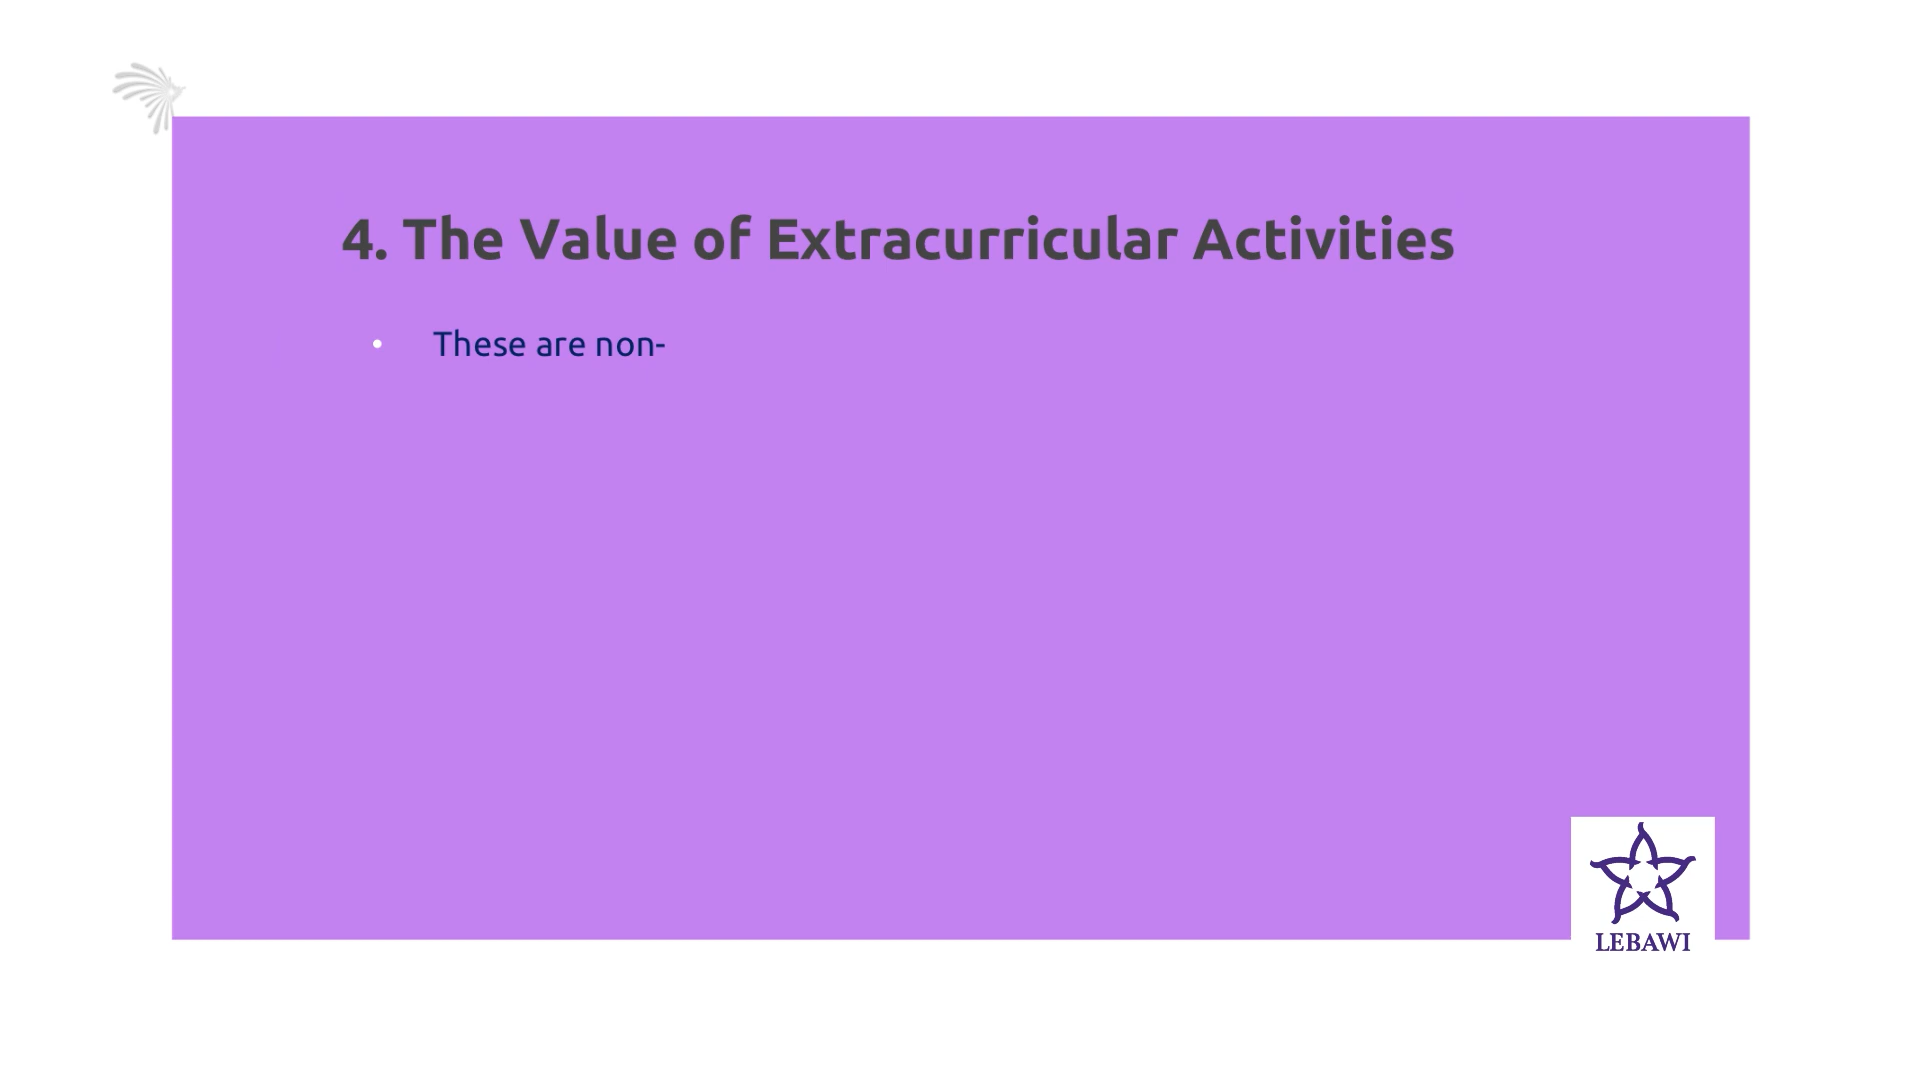 4. The Value of Extracurricular Activities
• These are non-
LEBAWI